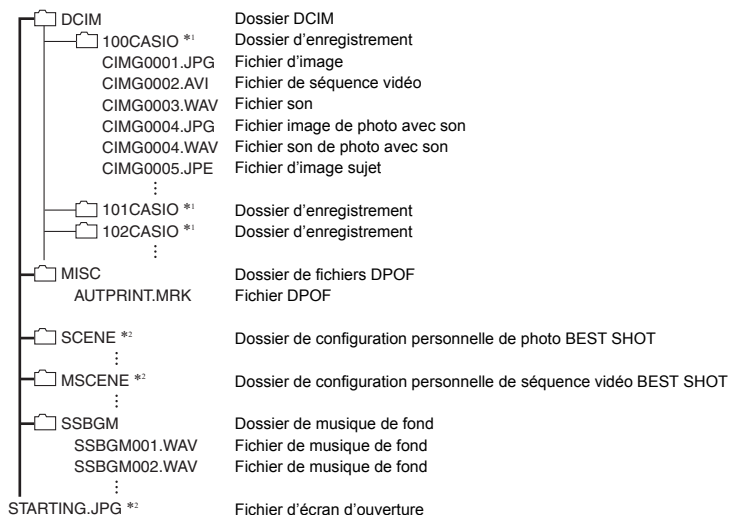 DCIM Dossier DCIM
100CASIO *1 Dossier d'enregistrement
CIMG0001.JPG Fichier d'image
CIMG0002.AVI Fichier de séquence vidéo
CIMG0003.WAV Fichier son
CIMG0004.JPG Fichier image de photo avec son
CIMG0004.WAV Fichier son de photo avec son
CIMG0005.JPE Fichier d'image sujet
101CASIO *1 Dossier d'enregistrement
102CASIO *1 Dossier d'enregistrement
MISC Dossier de fichiers DPOF
AUTPRINT.MRK Fichier DPOF
SCENE *2 Dossier de configuration personnelle de photo BEST SHOT
MSCENE *2 Dossier de configuration personnelle de séquence vidéo BEST SHOT
SSBGM Dossier de musique de fond
SSBGM001.WAV Fichier de musique de fond
SSBGM002.WAV Fichier de musique de fond
STARTING.JPG *2 Fichier d'écran d'ouverture